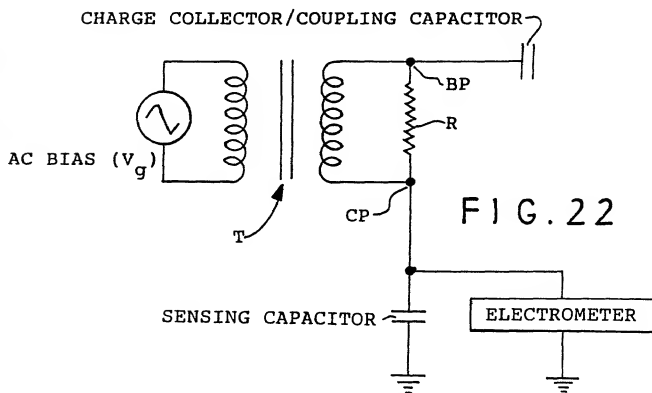 CHARGE COLLECTOR/COUPLING CAPACITOR
BP
R
AC BIAS (Vg)
CP
FIG.22
T
SENSING CAPACITOR
ELECTROMETER